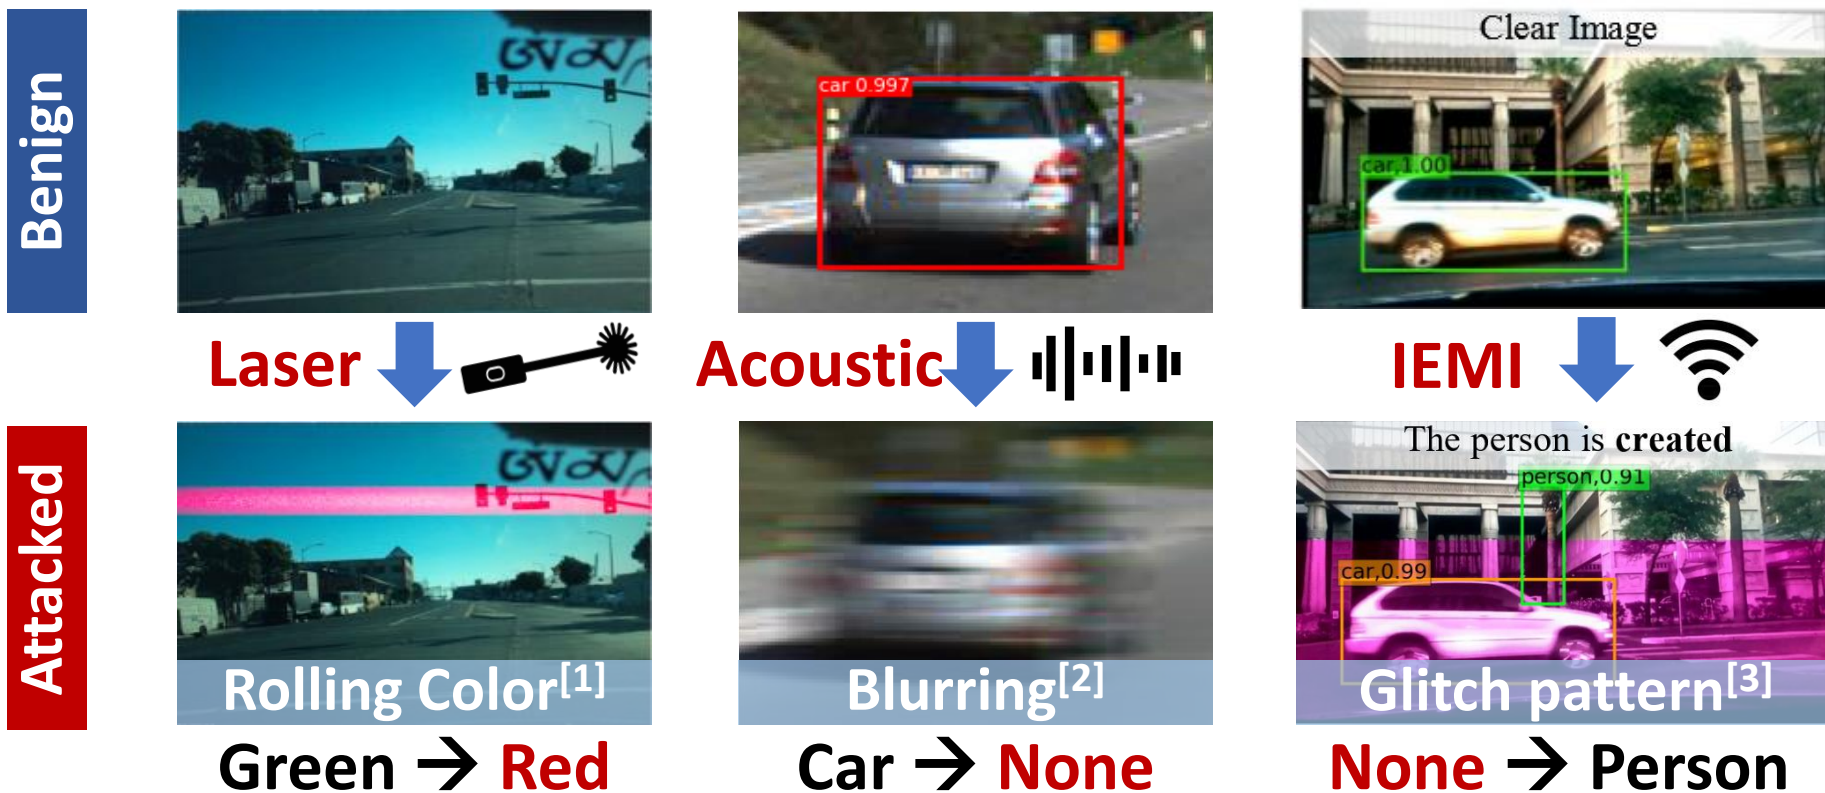 Benign
Clear Image
car 0.997
car,1.00
Laser
Acoustic
IEMI
Attacked
The person is created
person,0.91
car,0.99
Rolling Color[1]
Blurring[2]
Glitch pattern[3]
Green → Red
Car → None
None → Person